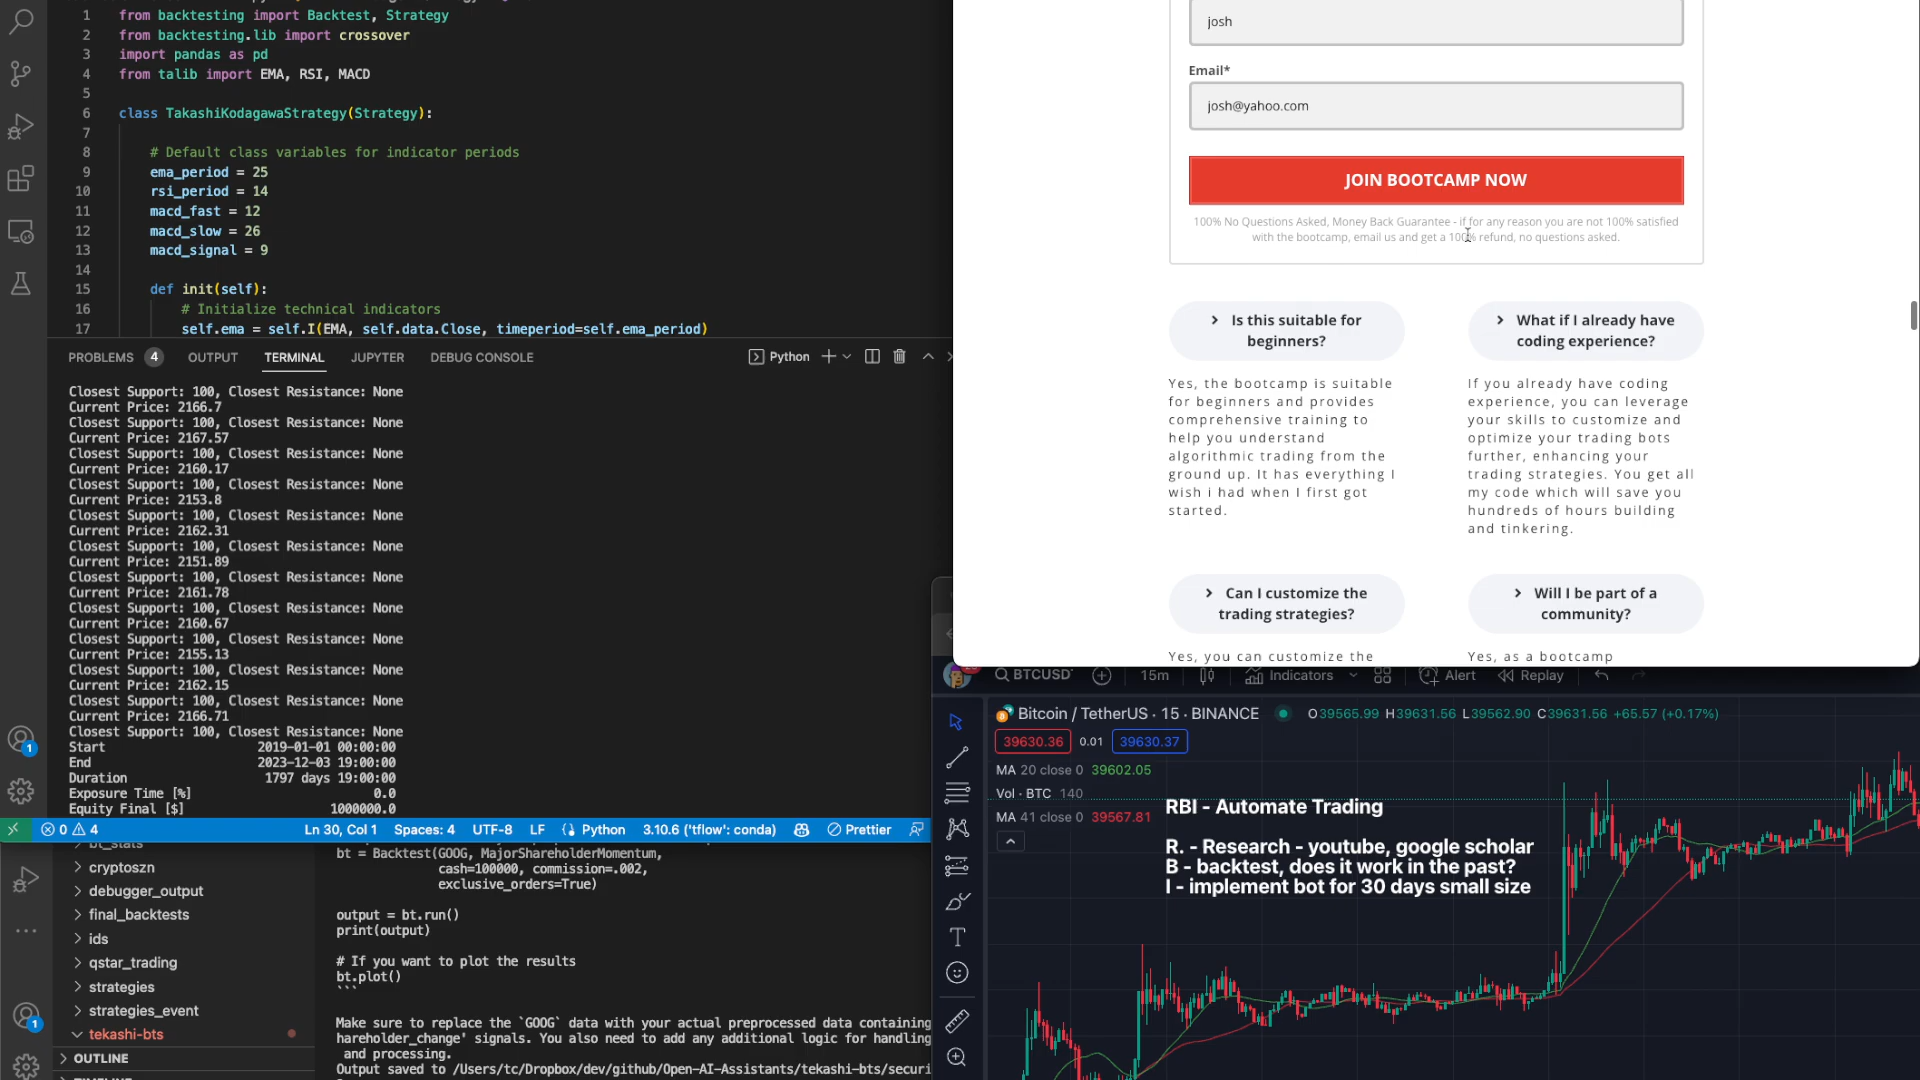 1 from backtesting import Backtest, Strategy
2 from backtesting.lib import crossover
3 import pandas as pd
4 from talib import EMA, RSI, MACD
5
6 class TakashiKodagawaStrategy(Strategy):
7
8 # Default class variables for indicator periods
9 ema_period = 25
10 rsi_period = 14
11 macd_fast = 12
12 macd_slow = 26
13 macd_signal = 9
14
15 def init(self):
16 # Initialize technical indicators
17 self.ema = self.I(EMA, self.data.Close, timeperiod=self.ema_period)
PROBLEMS 4 OUTPUT TERMINAL JUPYTER DEBUG CONSOLE Python
Closest Support: 100, Closest Resistance: None
Current Price: 2166.7
Closest Support: 100, Closest Resistance: None
Current Price: 2167.57
Closest Support: 100, Closest Resistance: None
Current Price: 2160.17
Closest Support: 100, Closest Resistance: None
Current Price: 2153.8
Closest Support: 100, Closest Resistance: None
Current Price: 2162.31
Closest Support: 100, Closest Resistance: None
Current Price: 2151.89
Closest Support: 100, Closest Resistance: None
Current Price: 2161.78
Closest Support: 100, Closest Resistance: None
Current Price: 2160.67
Closest Support: 100, Closest Resistance: None
Current Price: 2155.13
Closest Support: 100, Closest Resistance: None
Current Price: 2162.15
Closest Support: 100, Closest Resistance: None
Current Price: 2166.71
Closest Support: 100, Closest Resistance: None
Start 2019-01-01 00:00:00
End 2023-12-03 19:00:00
Duration 1797 days 19:00:00
Exposure Time [%] 0.0
Equity Final [$] 1000000.0
1
0 4 Ln 30, Col 1 Spaces: 4 UTF-8 LF Python 3.10.6 ('tflow': conda) Prettier
bt_stats
cryptoszn
debugger_output
final_backtests
ids
qstar_trading
strategies
strategies_event
tekashi-bts
OUTLINE
1
bt = Backtest(GOOG, MajorShareholderMomentum,
cash=100000, commission=.002,
exclusive_orders=True)
output = bt.run()
print(output)
# If you want to plot the results
bt.plot()
```
Make sure to replace the `GOOG` data with your actual preprocessed data containing
hareholder_change' signals. You also need to add any additional logic for handling
and processing.
Output saved to /Users/tc/Dropbox/dev/github/Open-AI-Assistants/tekashi-bts/securi
josh
Email*
josh@yahoo.com
JOIN BOOTCAMP NOW
100% No Questions Asked, Money Back Guarantee - if for any reason you are not 100% satisfied
with the bootcamp, email us and get a 100% refund, no questions asked.
Is this suitable for
beginners?
Yes, the bootcamp is suitable
for beginners and provides
comprehensive training to
help you understand
algorithmic trading from the
ground up. It has everything I
wish i had when I first got
started.
What if I already have
coding experience?
If you already have coding
experience, you can leverage
your skills to customize and
optimize your trading bots
further, enhancing your
trading strategies. You get all
my code which will save you
hundreds of hours building
and tinkering.
Can I customize the
trading strategies?
Yes, you can customize the
Will I be part of a
community?
Yes, as a bootcamp
BTCUSD 15m Indicators Alert Replay
Bitcoin / TetherUS · 15 · BINANCE O39565.99 H39631.56 L39562.90 C39631.56 +65.57 (+0.17%)
39630.36 0.01 39630.37
MA 20 close 0 39602.05
Vol · BTC 140
MA 41 close 0 39567.81
RBI - Automate Trading
R. - Research - youtube, google scholar
B - backtest, does it work in the past?
I - implement bot for 30 days small size